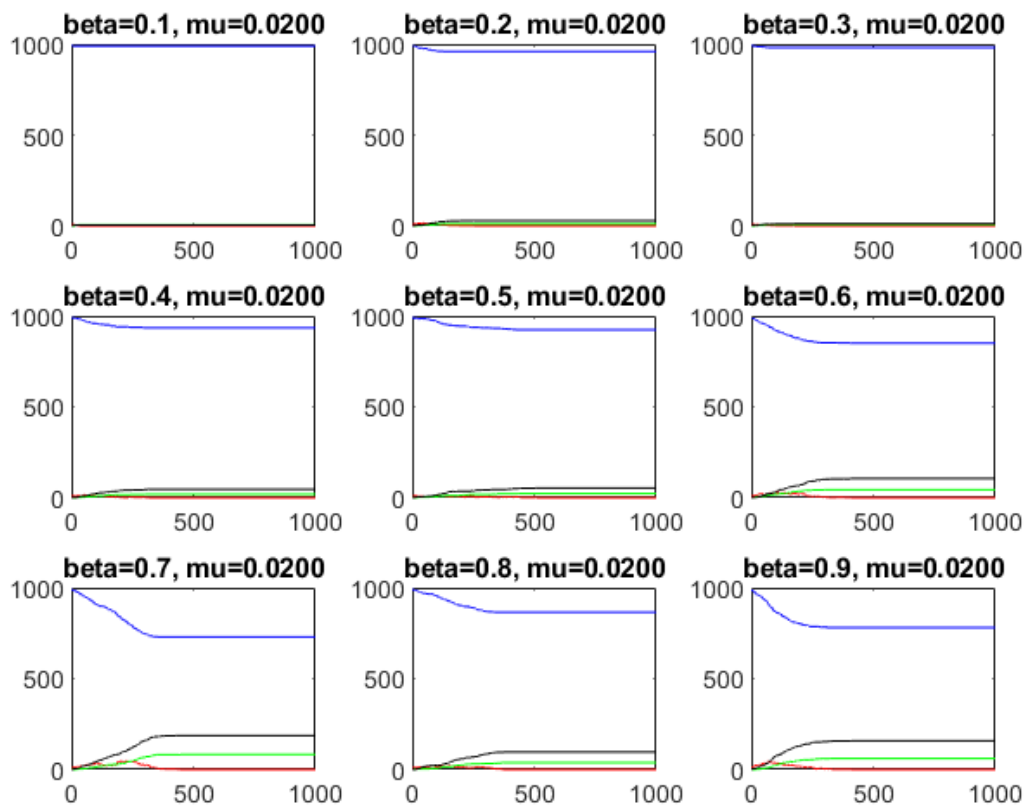 beta=0.1, mu=0.0200 beta=0.2, mu=0.0200 beta=0.3, mu=0.0200
1000 1000 1000
500 500 500
0 0 0
0 500 1000 0 500 1000 0 500 1000
beta=0.4, mu=0.0200 beta=0.5, mu=0.0200 beta=0.6, mu=0.0200
1000 1000 1000
500 500 500
0 0 0
0 500 1000 0 500 1000 0 500 1000
beta=0.7, mu=0.0200 beta=0.8, mu=0.0200 beta=0.9, mu=0.0200
1000 1000 1000
500 500 500
0 0 0
0 500 1000 0 500 1000 0 500 1000